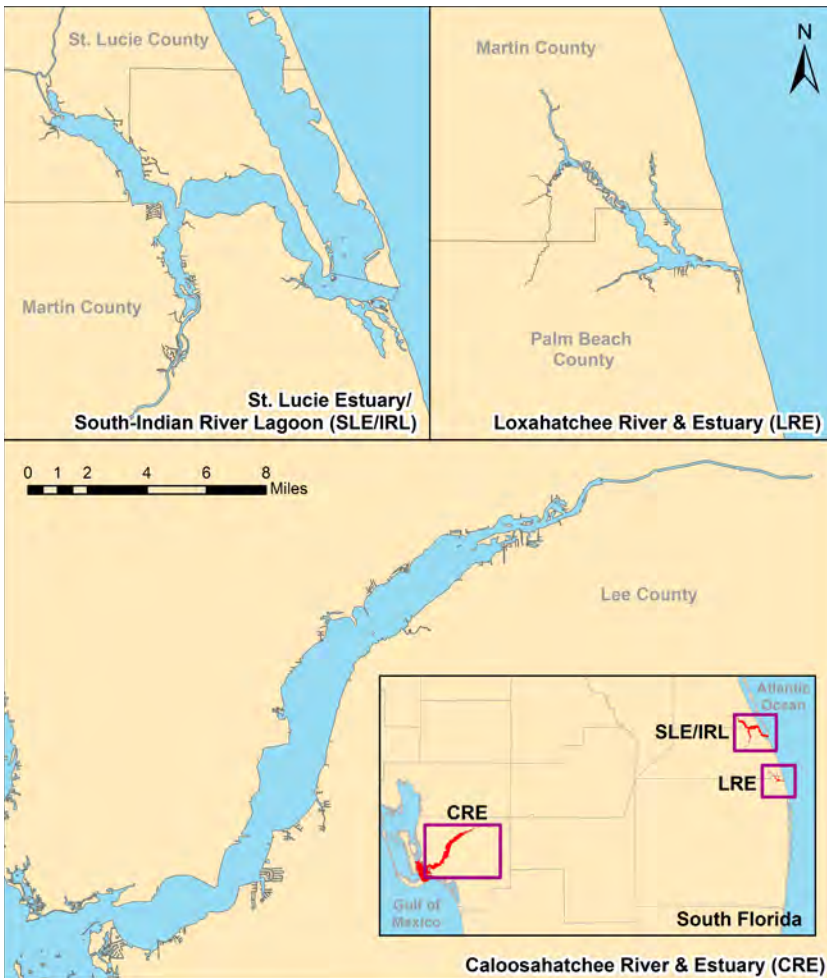 St. Lucie County
Martin County
St. Lucie Estuary/
South-Indian River Lagoon (SLE/IRL)
Martin County
N
Palm Beach
County
Loxahatchee River & Estuary (LRE)
0 1 2 4 6 8
Miles
Lee County
Atlantic
Ocean
SLE/IRL
LRE
CRE
Gulf of
Mexico
South Florida
Caloosahatchee River & Estuary (CRE)